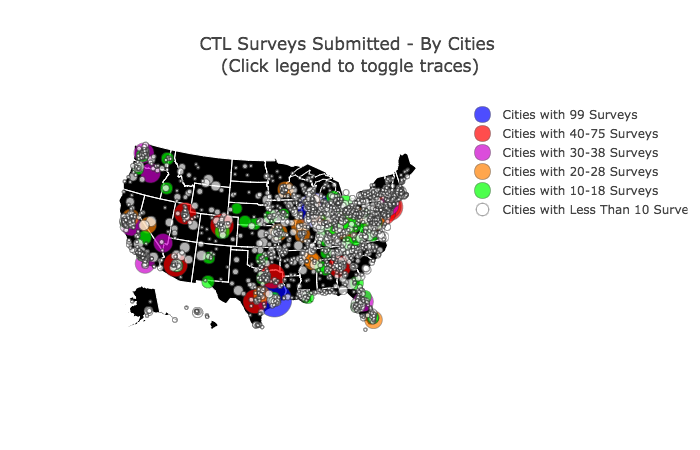 CTL Surveys Submitted - By Cities
(Click legend to toggle traces)
Cities with 99 Surveys
Cities with 40-75 Surveys
Cities with 30-38 Surveys
Cities with 20-28 Surveys
Cities with 10-18 Surveys
Cities with Less Than 10 Surve